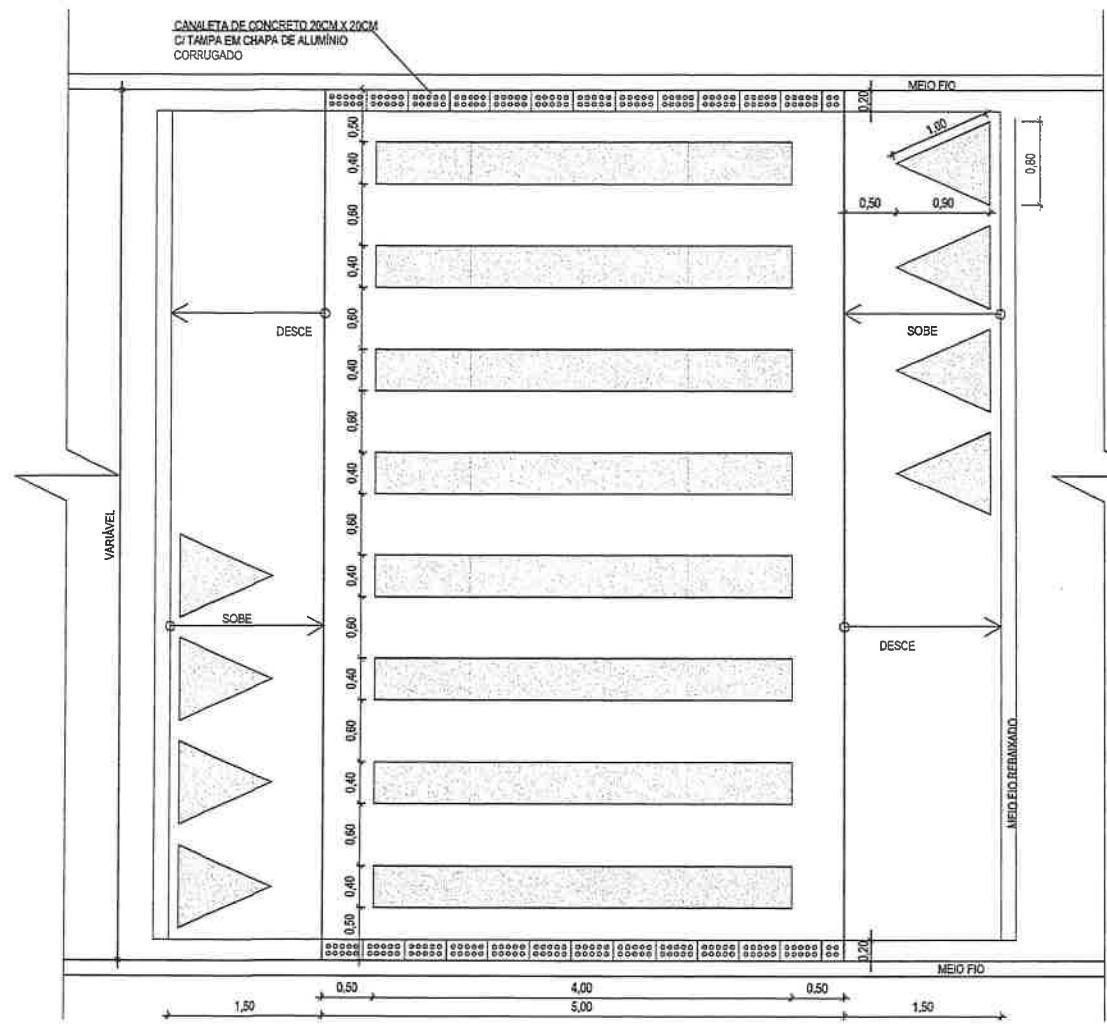 CANALETA DE CONCRETO 20CM X 20CM
C/ TAMPA EM CHAPA DE ALUMÍNIO
CORRUGADO
MEIO FIO
0,20
0,50
1,00
0,80
0,40
0,50
0,90
0,60
0,40
0,60
DESCE
SOBE
0,40
0,60
0,40
VARIÁVEL
0,60
0,40
0,60
SOBE
DESCE
0,40
0,60
MEIO FIO REBAIXADO
0,40
0,60
0,40
0,50
0,20
MEIO FIO
0,50
4,00
0,50
1,50
5,00
1,50